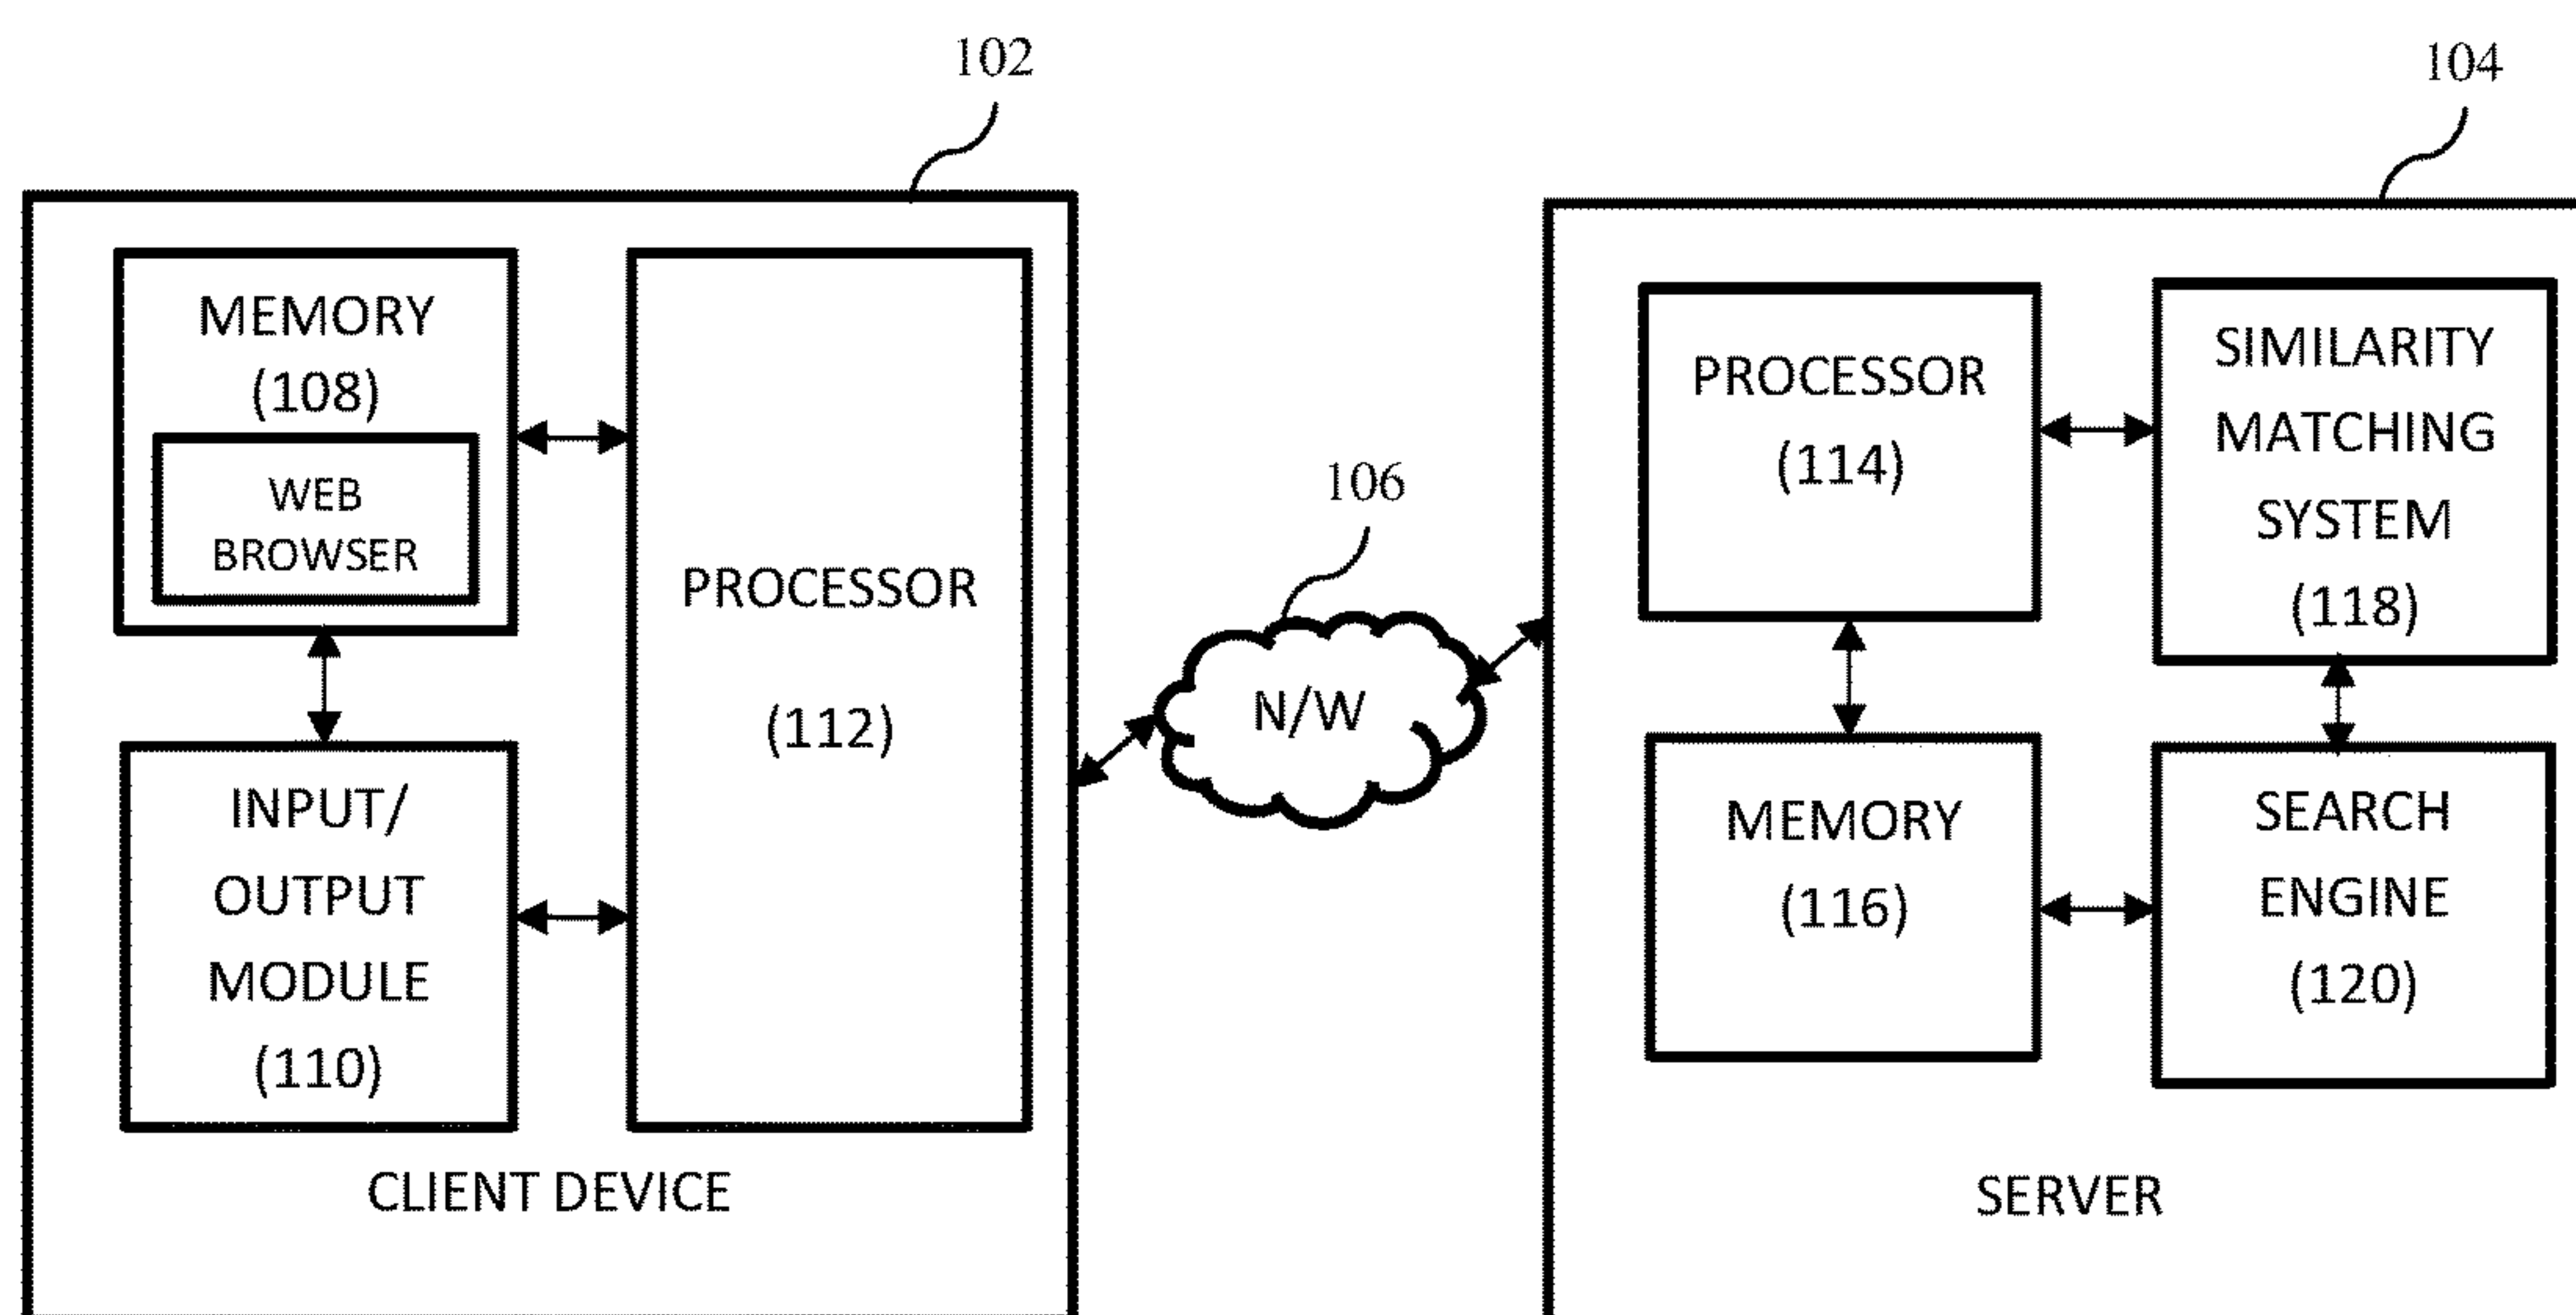 102
104
MEMORY
(108)
WEB
BROWSER
INPUT/
OUTPUT
MODULE
(110)
PROCESSOR
(112)
CLIENT DEVICE
106
N/W
PROCESSOR
(114)
SIMILARITY
MATCHING
SYSTEM
(118)
MEMORY
(116)
SEARCH
ENGINE
(120)
SERVER